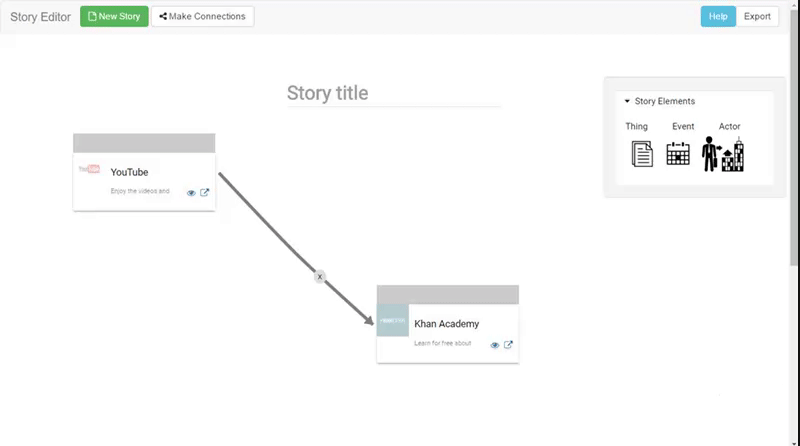 Story Editor
New Story
Make Connections
Help
Export
Story title
Story Elements
Thing Event Actor
YouTube
YouTube
Enjoy the videos and
x
Khan Academy
Learn for free about